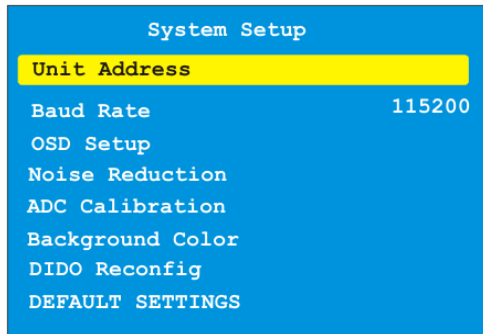 System Setup
Unit Address
Baud Rate 115200
OSD Setup
Noise Reduction
ADC Calibration
Background Color
DIDO Reconfig
DEFAULT SETTINGS